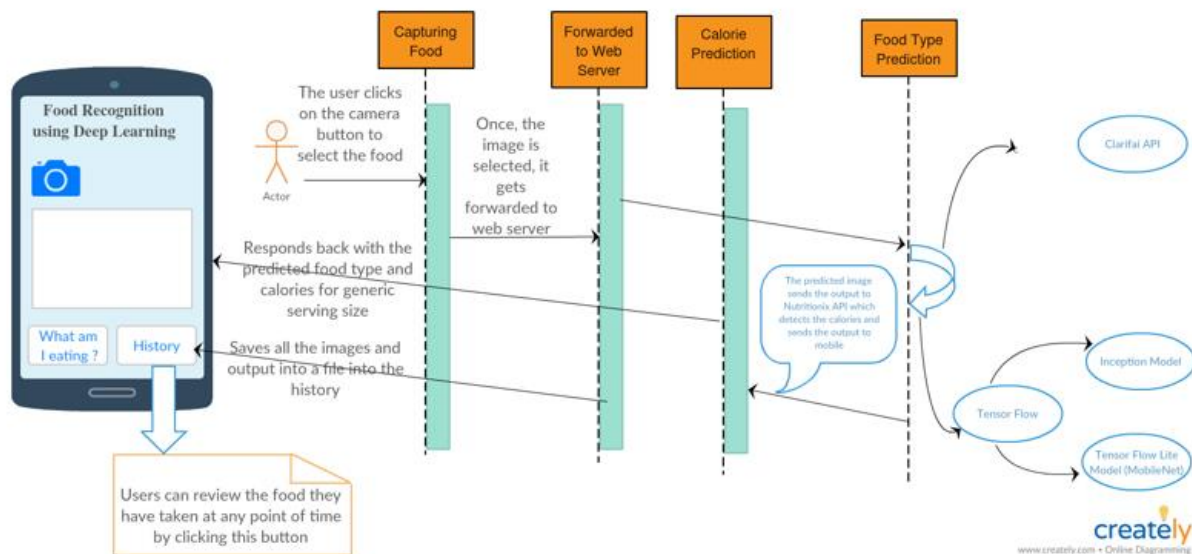 Capturing
Food
Forwarded
to Web
Server
Calorie
Prediction
Food Type
Prediction
Food Recognition
using Deep Learning
What am
I eating ?
History
Actor
The user clicks
on the camera
button to
select the food
Once, the
image is
selected, it
gets
forwarded to
web server
Responds back with the
predicted food type and
calories for generic
serving size
Saves all the images and
output into a file into the
history
The predicted image
sends the output to
Nutritionix API which
detects the calories and
sends the output to
mobile
Clarifai API
Inception Model
Tensor Flow
Tensor Flow Lite
Model (MobileNet)
Users can review the food they
have taken at any point of time
by clicking this button
creately
www.creately.com • Online Diagramming